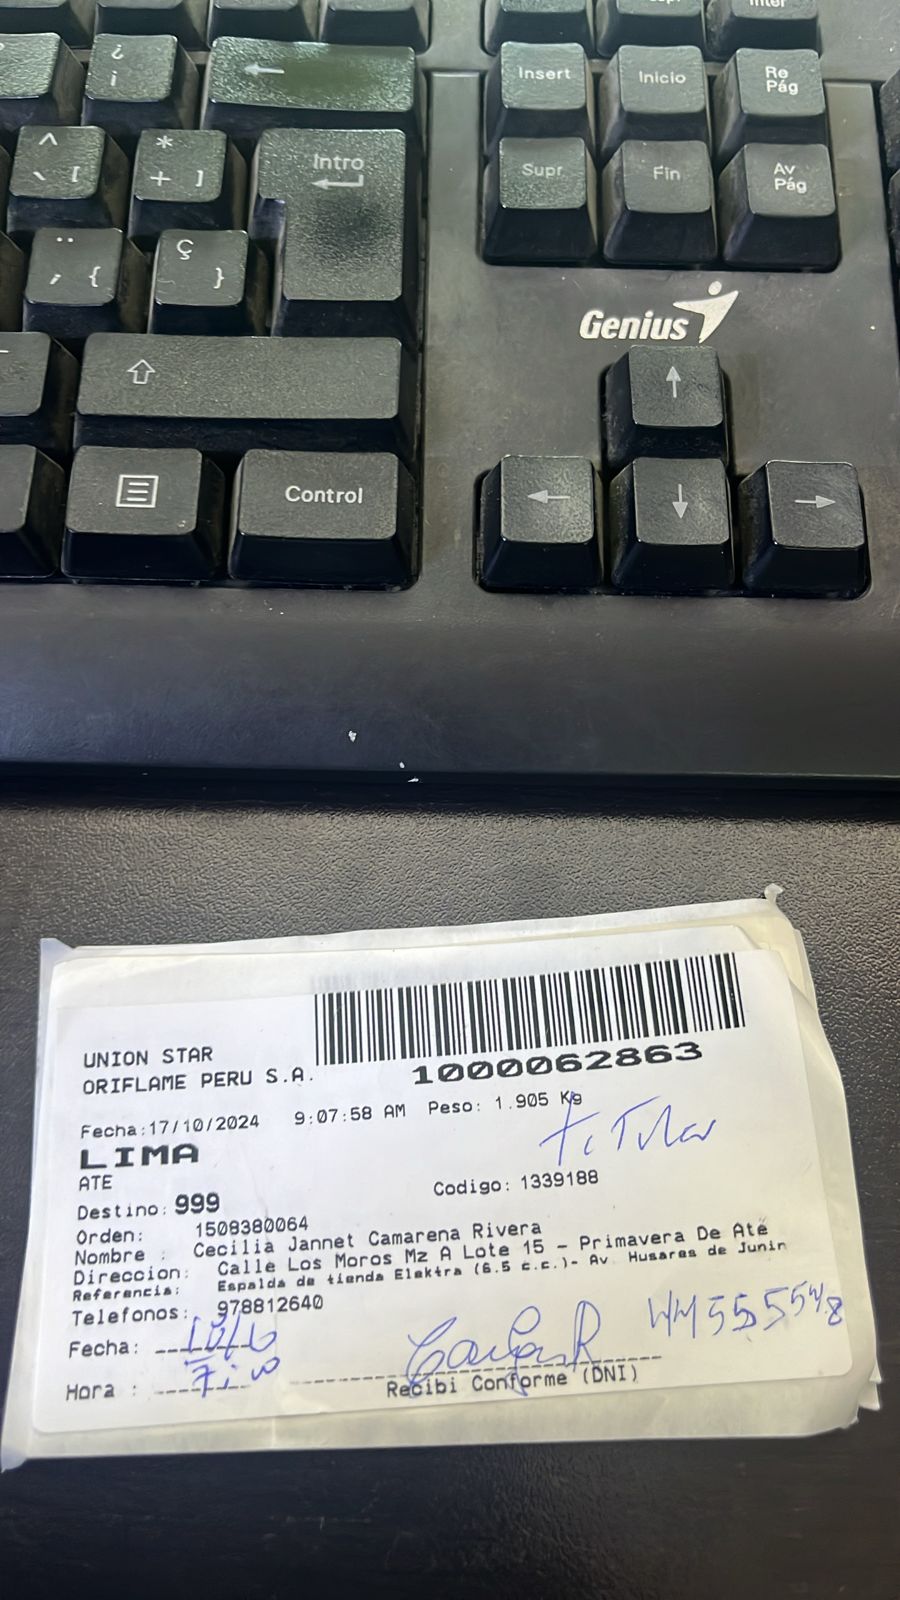 Insert Inicio Re Pág
Intro
Supr Fin Av Pág
Genius
Control
UNION STAR
ORIFLAME PERU S.A.
1000062863
Fecha:17/10/2024 9:07:58 AM Peso: 1.905 Kg
LIMA
ATE
Destino: 999 Codigo: 1339188
Orden: 1508380064
Nombre : Cecilia Jannet Camarena Rivera
Direccion: Calle Los Moros Mz A Lote 15 - Primavera De Ate
Referencia: Espalda de tienda Elektra (6.5 c.c.)- Av. Husares de Junin
Telefonos: 978812640
Fecha:
Hora :
Recibi Conforme (DNI)